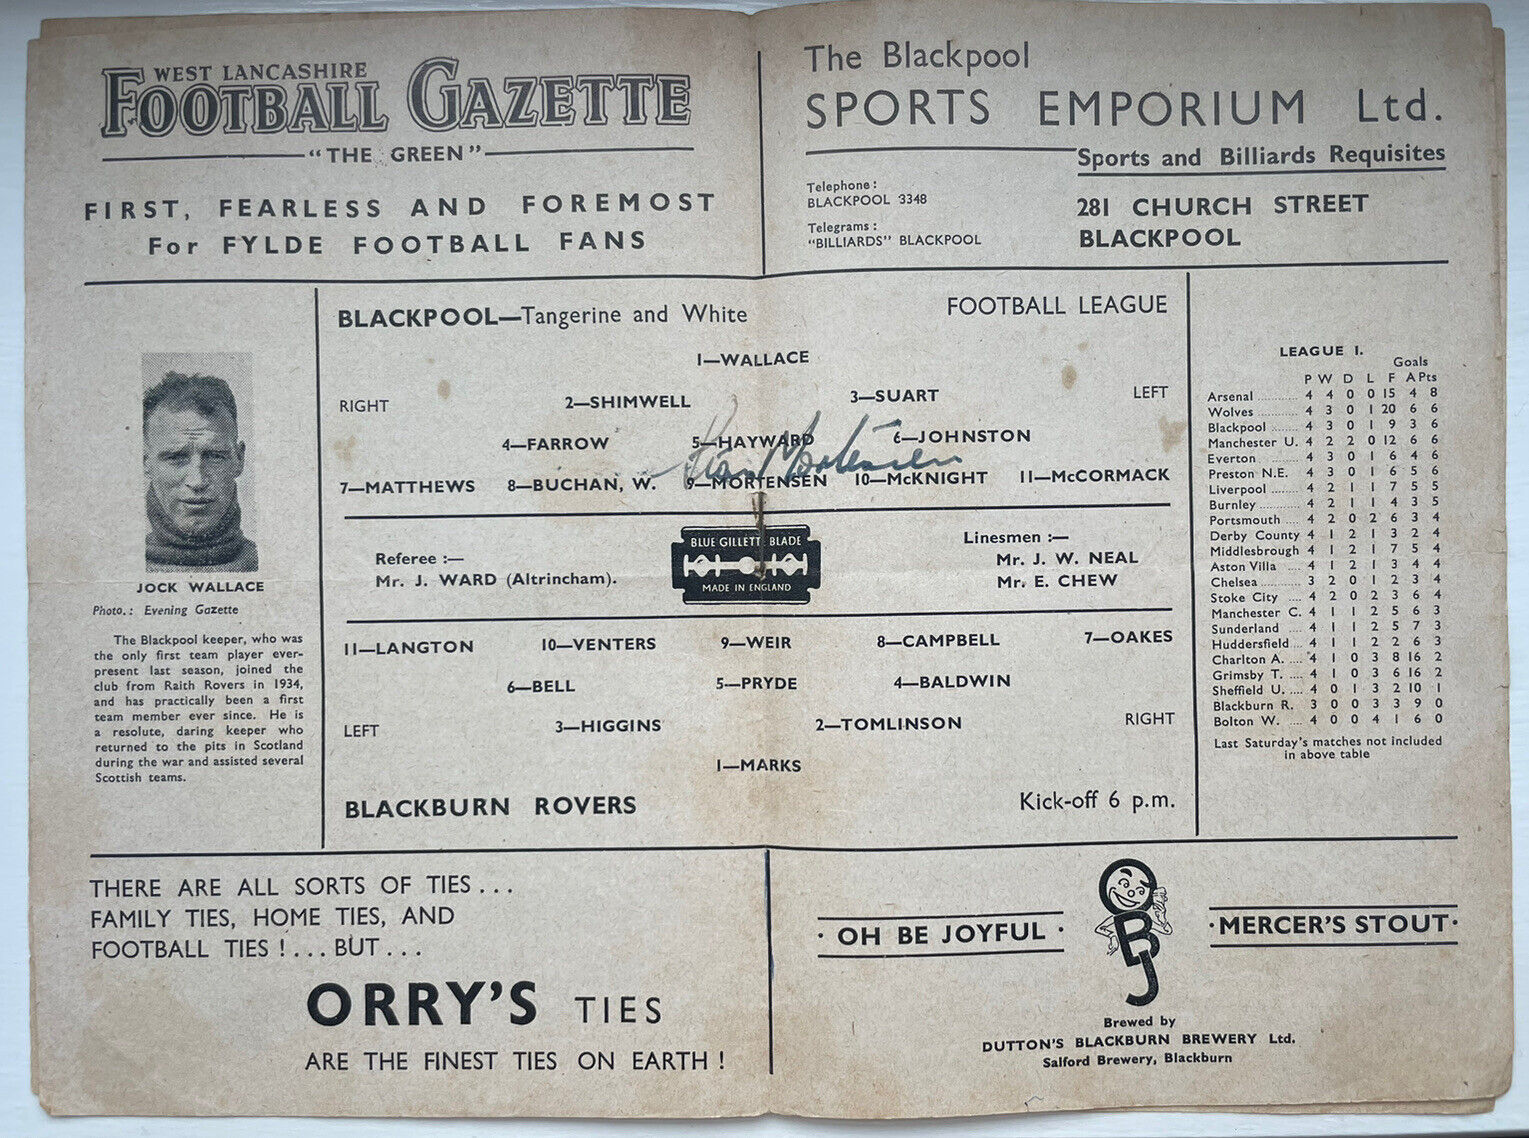 WEST LANCASHIRE
FOOTBALL GAZETTE
"THE GREEN"
FIRST, FEARLESS AND FOREMOST
For FYLDE FOOTBALL FANS
The Blackpool
SPORTS EMPORIUM Ltd.
Sports and Billiards Requisites
Telephone :
BLACKPOOL 3348
Telegrams :
"BILLIARDS" BLACKPOOL
281 CHURCH STREET
BLACKPOOL
JOCK WALLACE
Photo.: Evening Gazette
The Blackpool keeper, who was
the only first team player ever-
present last season, joined the
club from Raith Rovers in 1934,
and has practically been a first
team member ever since. He is
a resolute, daring keeper who
returned to the pits in Scotland
during the war and assisted several
Scottish teams.
BLACKPOOL—Tangerine and White FOOTBALL LEAGUE
1—WALLACE
RIGHT 2—SHIMWELL 3—SUART LEFT
4—FARROW 5—HAYWARD 6—JOHNSTON
Stan Mortensen
7—MATTHEWS 8—BUCHAN, W. 9—MORTENSEN 10—McKNIGHT 11—McCORMACK
Referee :—
Mr. J. WARD (Altrincham).
BLUE GILLETTE BLADE
MADE IN ENGLAND
Linesmen :—
Mr. J. W. NEAL
Mr. E. CHEW
11—LANGTON 10—VENTERS 9—WEIR 8—CAMPBELL 7—OAKES
6—BELL 5—PRYDE 4—BALDWIN
LEFT 3—HIGGINS 2—TOMLINSON RIGHT
1—MARKS
BLACKBURN ROVERS Kick-off 6 p.m.
LEAGUE 1.
Goals
P W D L F A Pts
Arsenal .......... 4 4 0 0 15 4 8
Wolves .......... 4 3 0 1 20 6 6
Blackpool ....... 4 3 0 1 9 3 6
Manchester U. 4 2 2 0 12 6 6
Everton .......... 4 3 0 1 6 4 6
Preston N.E. 4 3 0 1 6 5 6
Liverpool ....... 4 2 1 1 7 5 5
Burnley .......... 4 2 1 1 4 3 5
Portsmouth .... 4 2 0 2 6 3 4
Derby County 4 1 2 1 3 2 4
Middlesbrough 4 1 2 1 7 5 4
Aston Villa .... 4 1 2 1 3 4 4
Chelsea .......... 3 2 0 1 2 3 4
Stoke City .... 4 2 0 2 3 6 4
Manchester C. 4 1 1 2 5 6 3
Sunderland .... 4 1 1 2 5 7 3
Huddersfield .... 4 1 1 2 2 6 3
Charlton A. .... 4 1 0 3 8 16 2
Grimsby T. .... 4 1 0 3 6 16 2
Sheffield U. .... 4 0 1 3 2 10 1
Blackburn R. 3 0 0 3 3 9 0
Bolton W. .... 4 0 0 4 1 6 0
Last Saturday's matches not included
in above table
THERE ARE ALL SORTS OF TIES . . .
FAMILY TIES, HOME TIES, AND
FOOTBALL TIES ! . . . BUT . . .
ORRY'S TIES
ARE THE FINEST TIES ON EARTH !
· OH BE JOYFUL ·
OBJ
· MERCER'S STOUT ·
Brewed by
DUTTON'S BLACKBURN BREWERY Ltd.
Salford Brewery, Blackburn